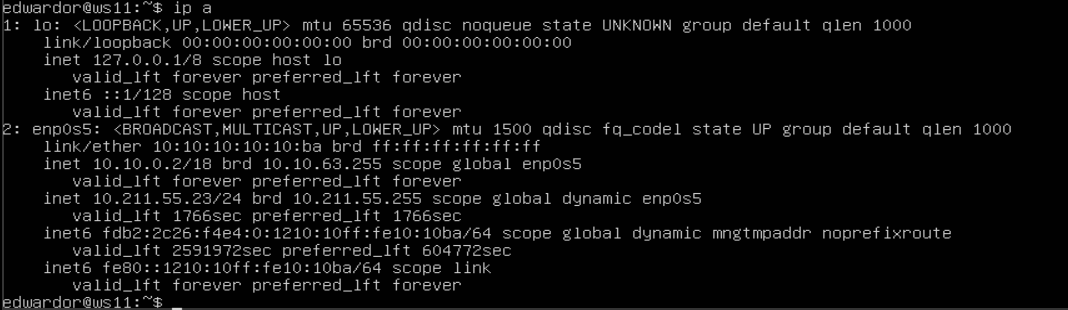 edwardor@ws11:~$ ip a
1: lo: <LOOPBACK,UP,LOWER_UP> mtu 65536 qdisc noqueue state UNKNOWN group default qlen 1000
    link/loopback 00:00:00:00:00:00 brd 00:00:00:00:00:00
    inet 127.0.0.1/8 scope host lo
       valid_lft forever preferred_lft forever
    inet6 ::1/128 scope host
       valid_lft forever preferred_lft forever
2: enp0s5: <BROADCAST,MULTICAST,UP,LOWER_UP> mtu 1500 qdisc fq_codel state UP group default qlen 1000
    link/ether 10:10:10:10:10:ba brd ff:ff:ff:ff:ff:ff
    inet 10.10.0.2/18 brd 10.10.63.255 scope global enp0s5
       valid_lft forever preferred_lft forever
    inet 10.211.55.23/24 brd 10.211.55.255 scope global dynamic enp0s5
       valid_lft 1766sec preferred_lft 1766sec
    inet6 fdb2:2c26:f4e4:0:1210:10ff:fe10:10ba/64 scope global dynamic mngtmpaddr noprefixroute
       valid_lft 2591972sec preferred_lft 604772sec
    inet6 fe80::1210:10ff:fe10:10ba/64 scope link
       valid_lft forever preferred_lft forever
edwardor@ws11:~$ _